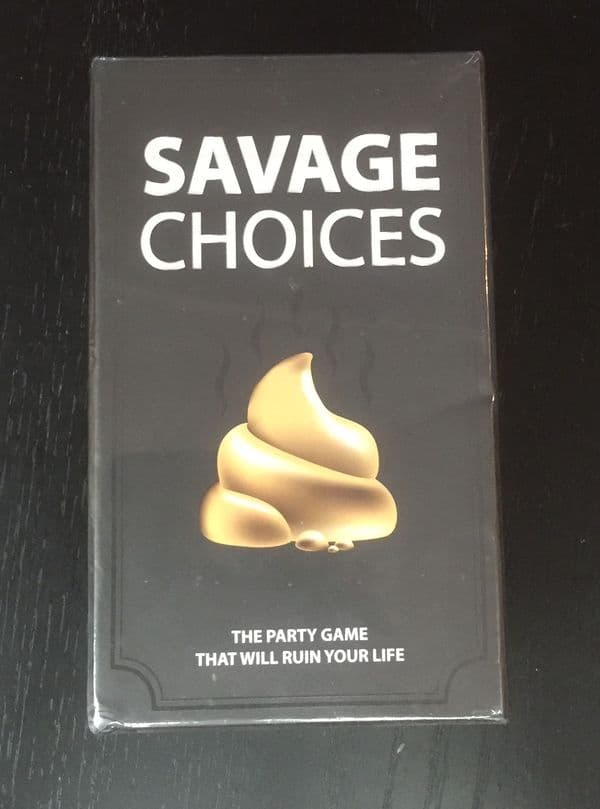 SAVAGE
CHOICES
THE PARTY GAME
THAT WILL RUIN YOUR LIFE